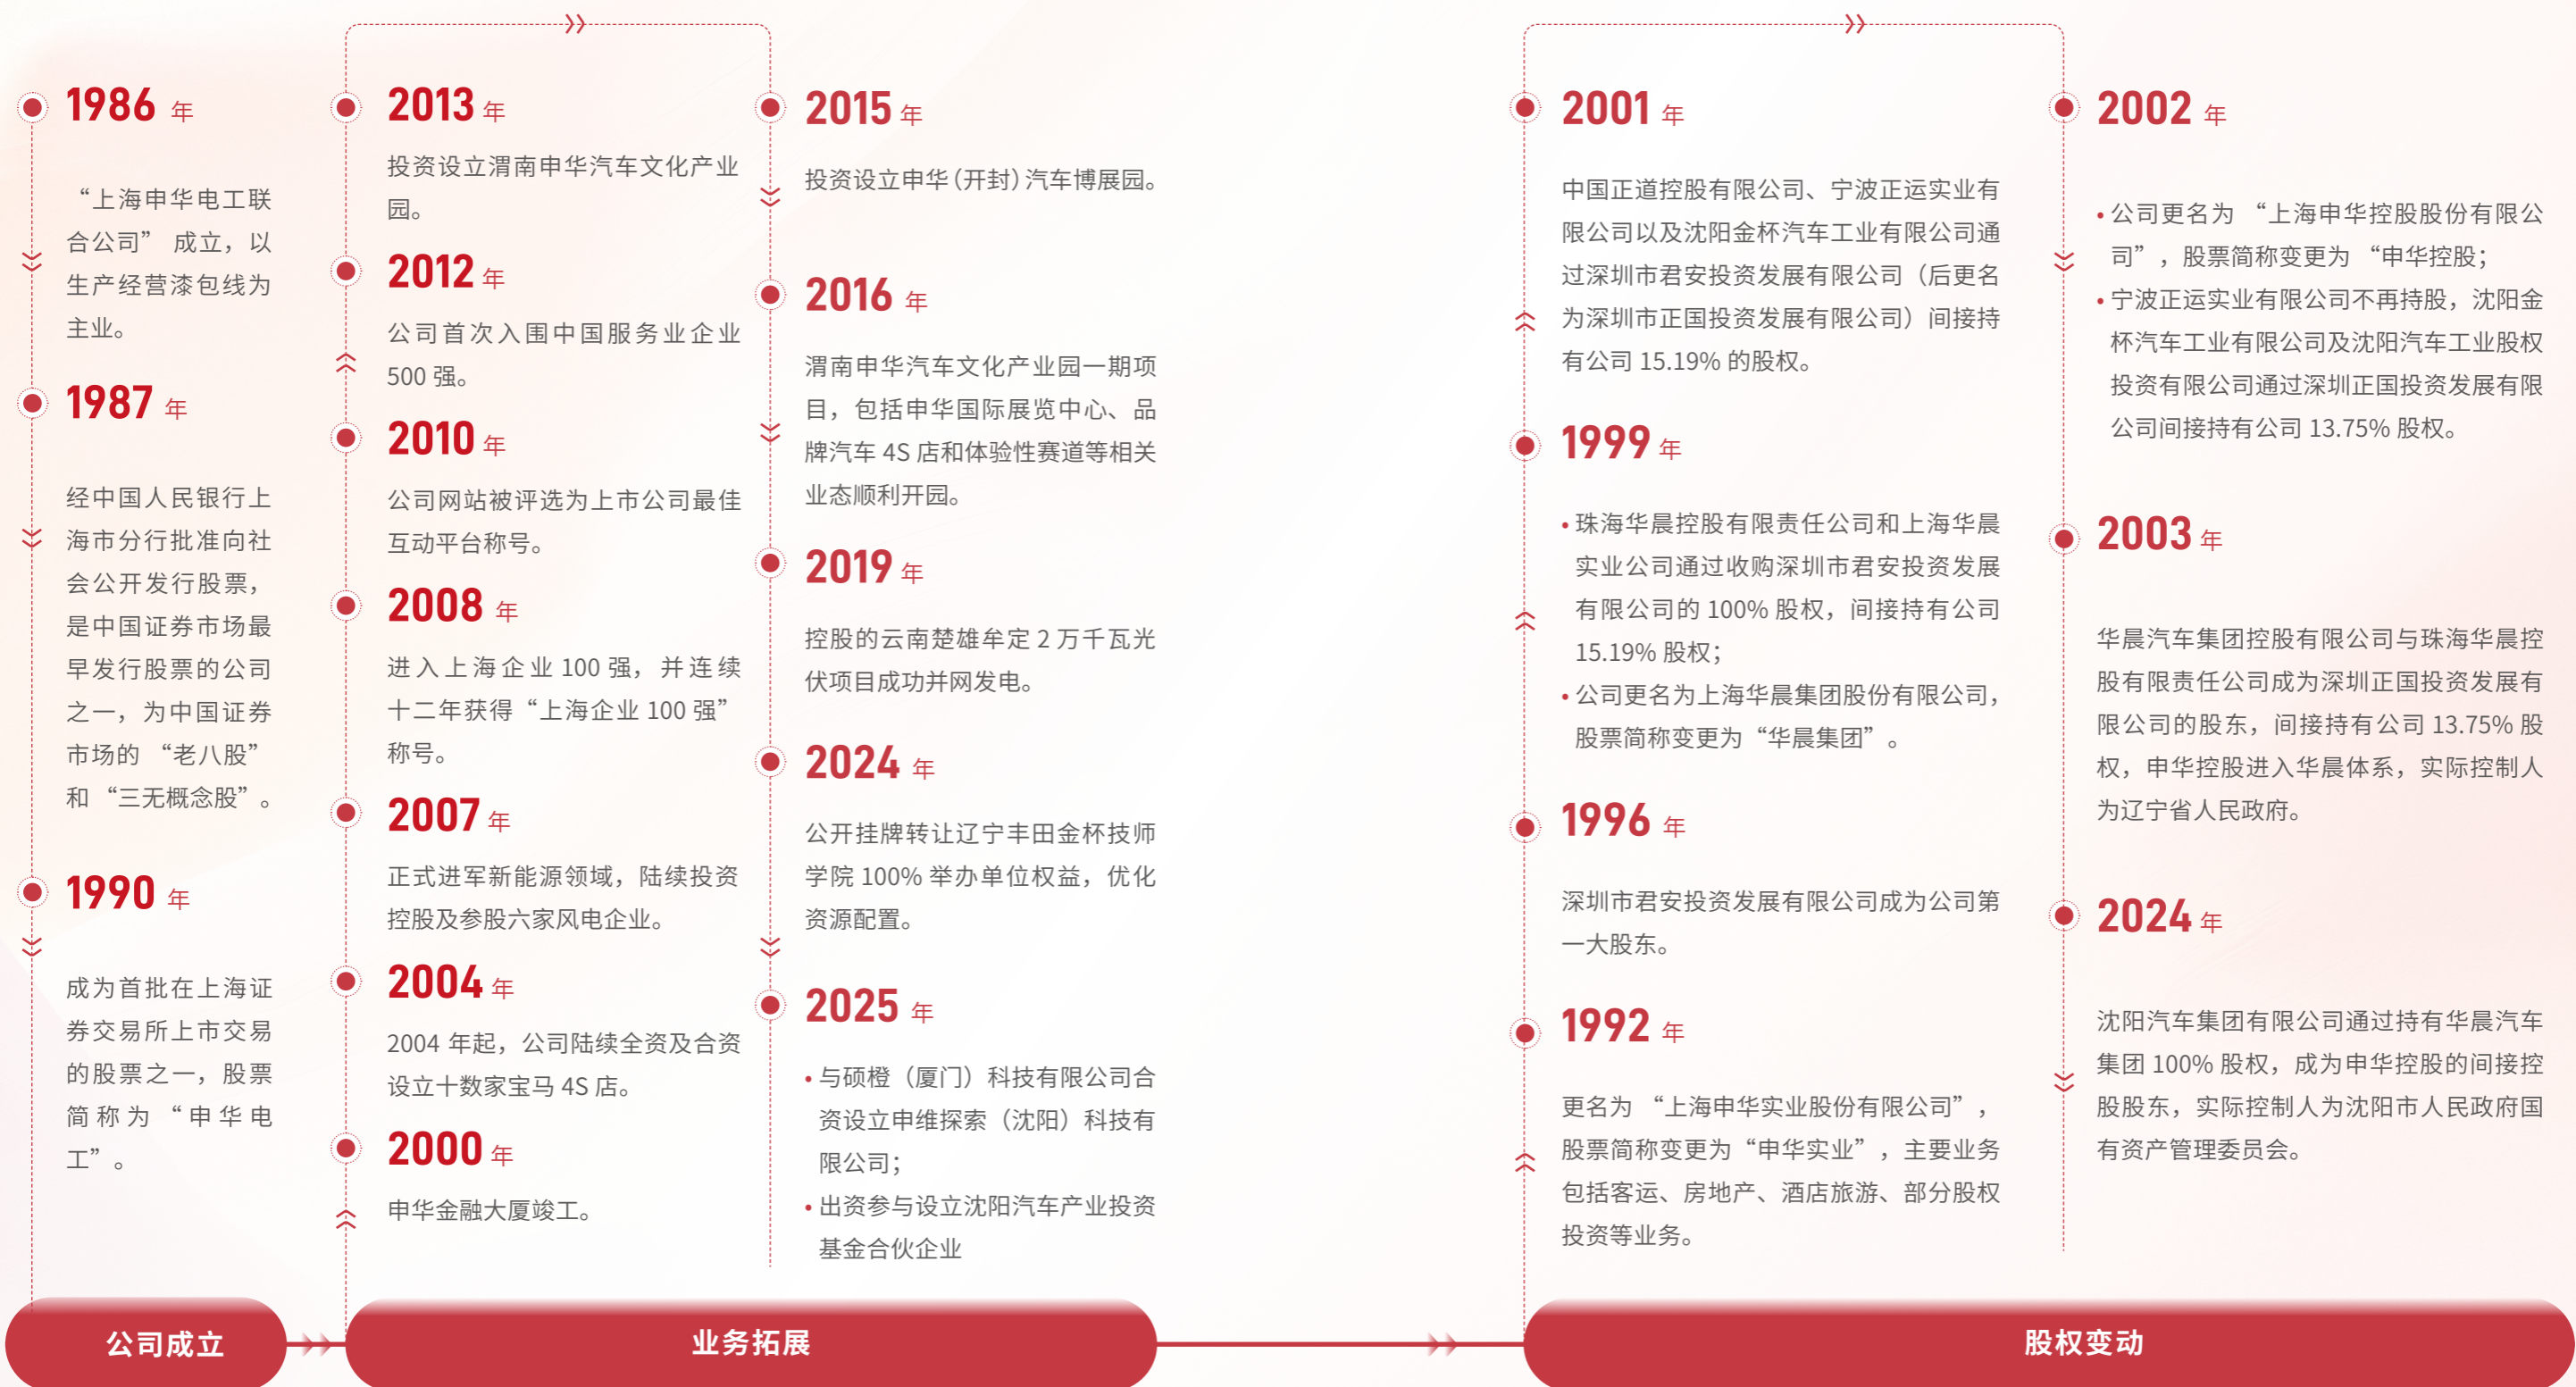 1986 年
“上海申华电工联
合公司” 成立，以
生产经营漆包线为
主业。
1987 年
经中国人民银行上
海市分行批准向社
会公开发行股票，
是中国证券市场最
早发行股票的公司
之一，为中国证券
市场的 “老八股”
和 “三无概念股”。
1990 年
成为首批在上海证
券交易所上市交易
的股票之一，股票
简称为 “申华电
工”。
公司成立
2013 年
投资设立渭南申华汽车文化产业
园。
2012 年
公司首次入围中国服务业企业
500 强。
2010 年
公司网站被评选为上市公司最佳
互动平台称号。
2008 年
进入上海企业 100 强，并连续
十二年获得“上海企业 100 强”
称号。
2007 年
正式进军新能源领域，陆续投资
控股及参股六家风电企业。
2004 年
2004 年起，公司陆续全资及合资
设立十数家宝马 4S 店。
2000 年
申华金融大厦竣工。
2015 年
投资设立申华（开封）汽车博展园。
2016 年
渭南申华汽车文化产业园一期项
目，包括申华国际展览中心、品
牌汽车 4S 店和体验性赛道等相关
业态顺利开园。
2019 年
控股的云南楚雄牟定 2 万千瓦光
伏项目成功并网发电。
2024 年
公开挂牌转让辽宁丰田金杯技师
学院 100% 举办单位权益，优化
资源配置。
2025 年
• 与硕橙（厦门）科技有限公司合
资设立申维探索（沈阳）科技有
限公司；
• 出资参与设立沈阳汽车产业投资
基金合伙企业
业务拓展
2001 年
中国正道控股有限公司、宁波正运实业有
限公司以及沈阳金杯汽车工业有限公司通
过深圳市君安投资发展有限公司（后更名
为深圳市正国投资发展有限公司）间接持
有公司 15.19% 的股权。
1999 年
• 珠海华晨控股有限责任公司和上海华晨
实业公司通过收购深圳市君安投资发展
有限公司的 100% 股权，间接持有公司
15.19% 股权；
• 公司更名为上海华晨集团股份有限公司，
股票简称变更为“华晨集团”。
1996 年
深圳市君安投资发展有限公司成为公司第
一大股东。
1992 年
更名为 “上海申华实业股份有限公司”，
股票简称变更为“申华实业”，主要业务
包括客运、房地产、酒店旅游、部分股权
投资等业务。
2002 年
• 公司更名为 “上海申华控股股份有限公
司”，股票简称变更为 “申华控股；
• 宁波正运实业有限公司不再持股，沈阳金
杯汽车工业有限公司及沈阳汽车工业股权
投资有限公司通过深圳正国投资发展有限
公司间接持有公司 13.75% 股权。
2003 年
华晨汽车集团控股有限公司与珠海华晨控
股有限责任公司成为深圳正国投资发展有
限公司的股东，间接持有公司 13.75% 股
权，申华控股进入华晨体系，实际控制人
为辽宁省人民政府。
2024 年
沈阳汽车集团有限公司通过持有华晨汽车
集团 100% 股权，成为申华控股的间接控
股股东，实际控制人为沈阳市人民政府国
有资产管理委员会。
股权变动